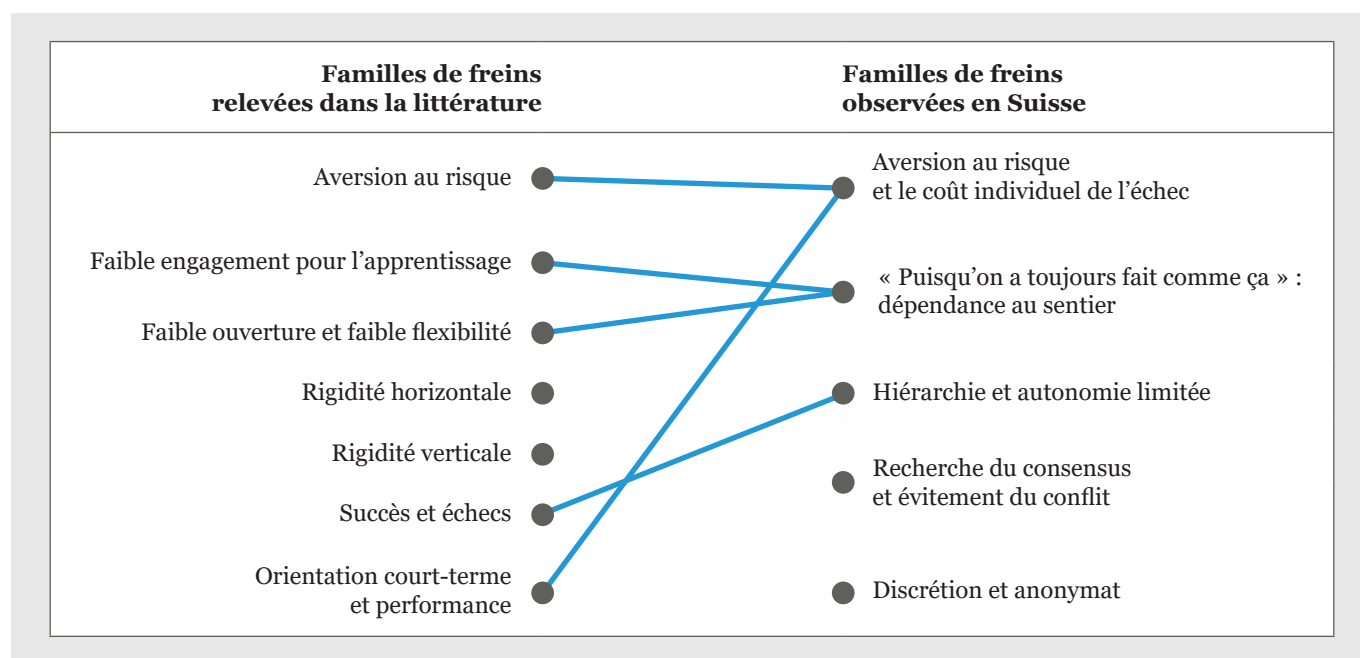 Familles de freins
relevées dans la littérature
Familles de freins
observées en Suisse
Aversion au risque
Faible engagement pour l’apprentissage
Faible ouverture et faible flexibilité
Rigidité horizontale
Rigidité verticale
Succès et échecs
Orientation court-terme
et performance
Aversion au risque
et le coût individuel de l’échec
« Puisqu’on a toujours fait comme ça » :
dépendance au sentier
Hiérarchie et autonomie limitée
Recherche du consensus
et évitement du conflit
Discrétion et anonymat